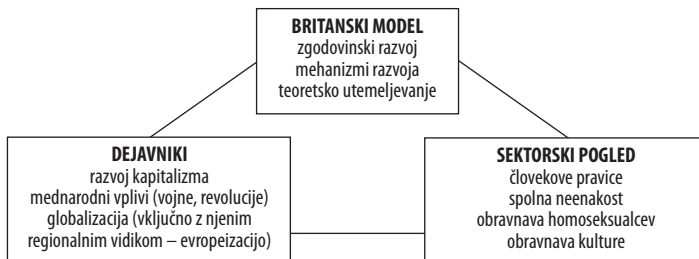 BRITANSKI MODEL
zgodovinski razvoj
mehanizmi razvoja
teoretsko utemeljevanje
DEJAVNIKI
razvoj kapitalizma
mednarodni vplivi (vojne, revolucije)
globalizacija (vključno z njenim
regionalnim vidikom – evropeizacijo)
SEKTORSKI POGLED
človekove pravice
spolna neenakost
obravnava homoseksualcev
obravnava kulture